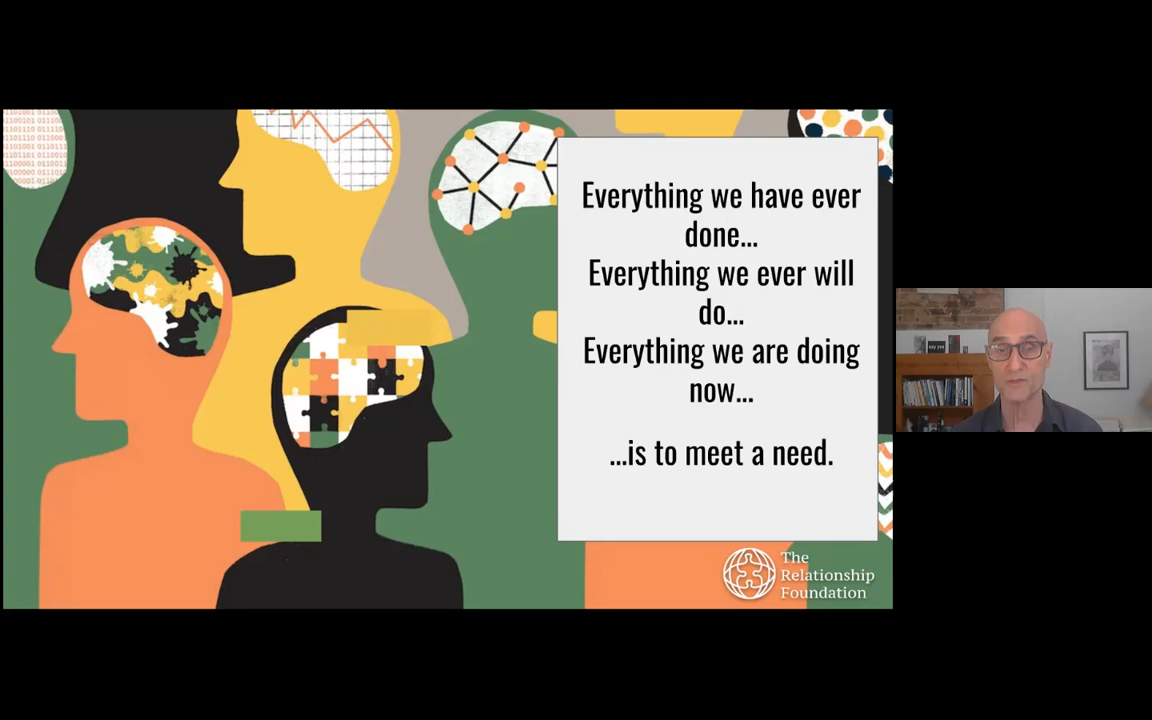 Everything we have ever
done...
Everything we ever will
do...
Everything we are doing
now...
...is to meet a need.
The
Relationship
Foundation